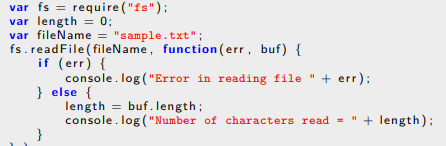 var fs = require("fs");
var length = 0;
var fileName = "sample.txt";
fs.readFile(fileName, function(err, buf) {
if (err) {
console.log("Error in reading file " + err);
} else {
length = buf.length;
console.log("Number of characters read = " + length);
}